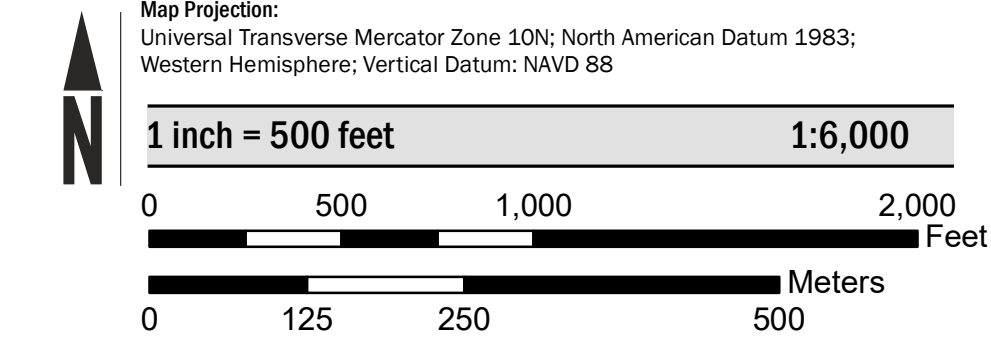 Map Projection:
Universal Transverse Mercator Zone 10N; North American Datum 1983;
Western Hemisphere; Vertical Datum: NAVD 88
N
1 inch = 500 feet 1:6,000
0 500 1,000 2,000
Feet
Meters
0 125 250 500